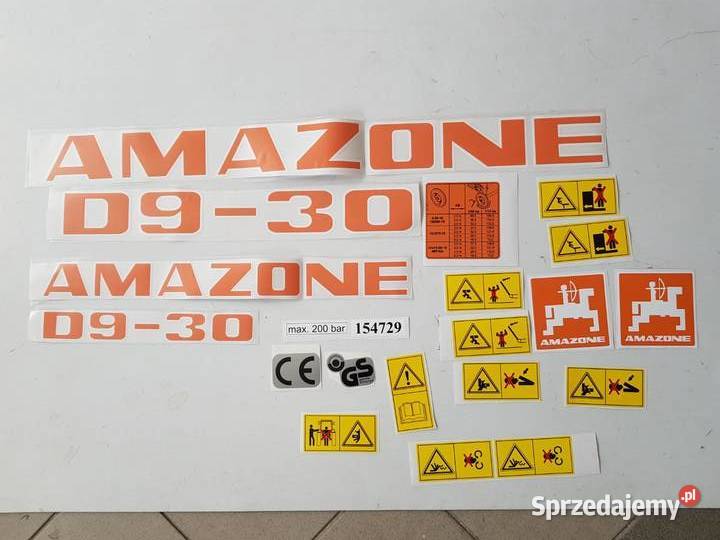 AMAZONE
D9-30
AMAZONE
D9-30
max. 200 bar 154729
AMAZONE AMAZONE
CE GS
Sprzedajemy.pl